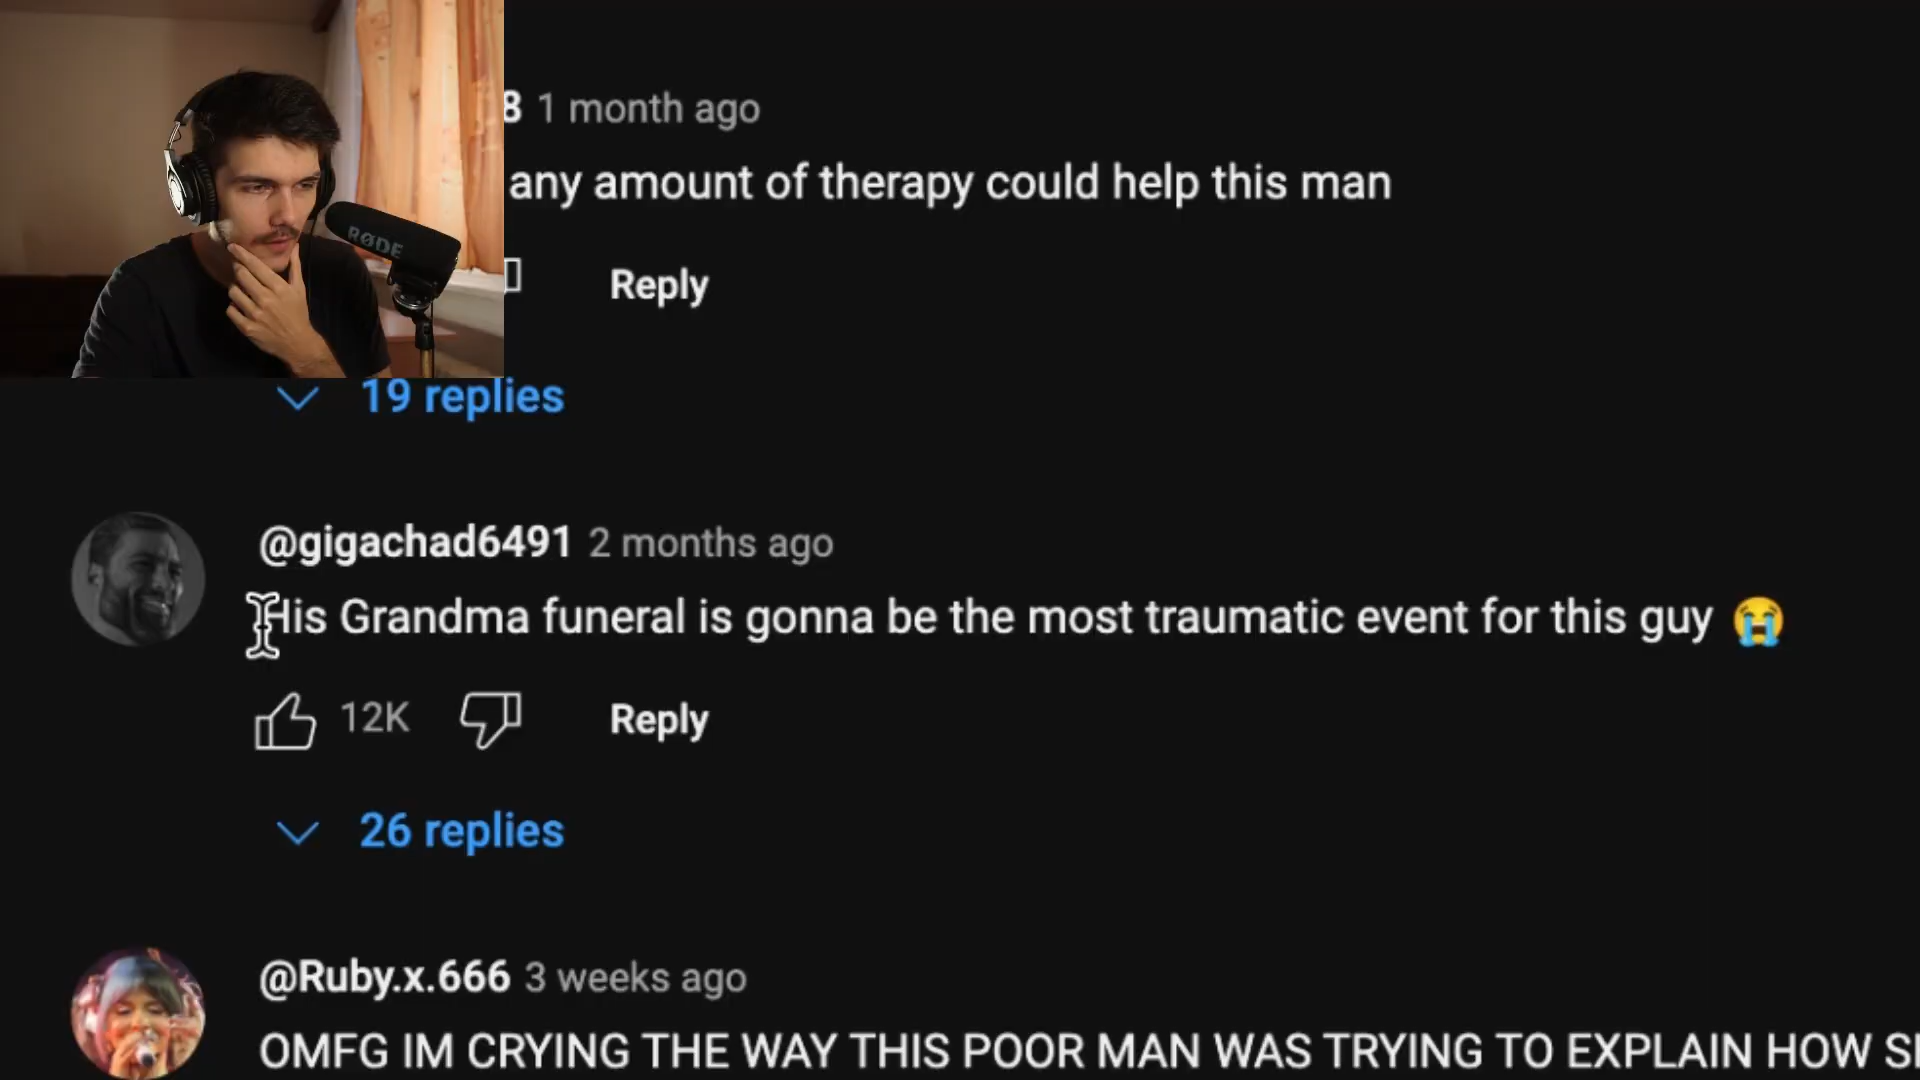 8 1 month ago
any amount of therapy could help this man
RØDE
Reply
19 replies
@gigachad6491 2 months ago
His Grandma funeral is gonna be the most traumatic event for this guy 😭
12K Reply
26 replies
@Ruby.x.666 3 weeks ago
OMFG IM CRYING THE WAY THIS POOR MAN WAS TRYING TO EXPLAIN HOW